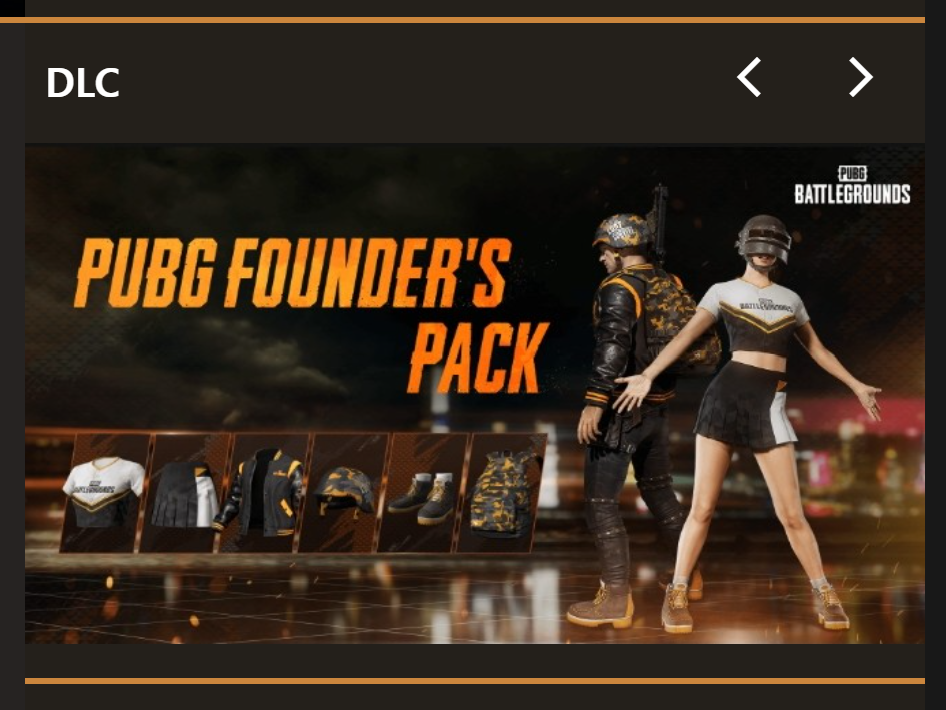 DLC
PUBG
BATTLEGROUNDS
PUBG FOUNDER'S
PACK